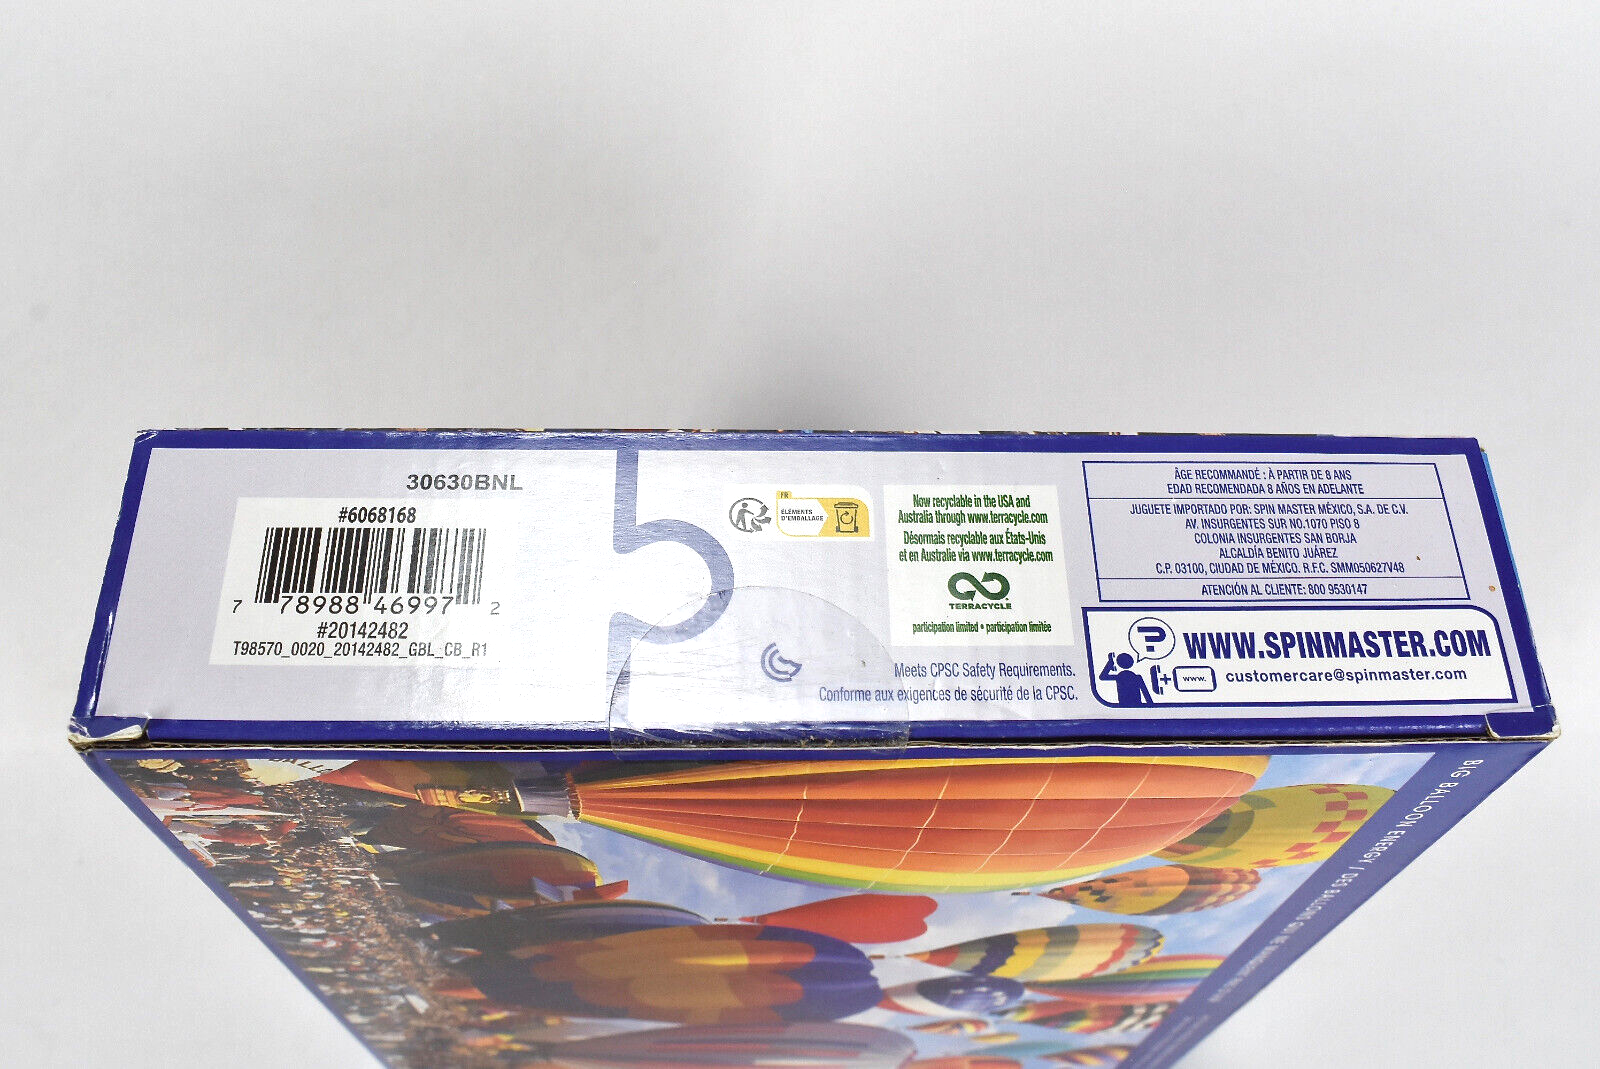 30630BNL
#6068168
7 78988 46997 2
#20142482
T98570_0020_20142482_GBL_CB_R1
FR
ÉLÉMENTS
D'EMBALLAGE
Now recyclable in the USA and
Australia through www.terracycle.com
Désormais recyclable aux États-Unis
et en Australie via www.terracycle.com
TERRACYCLE
participation limited • participation limitée
Meets CPSC Safety Requirements.
Conforme aux exigences de sécurité de la CPSC.
ÂGE RECOMMANDÉ : À PARTIR DE 8 ANS
EDAD RECOMENDADA 8 AÑOS EN ADELANTE
JUGUETE IMPORTADO POR: SPIN MASTER MÉXICO, S.A. DE C.V.
AV. INSURGENTES SUR NO.1070 PISO 8
COLONIA INSURGENTES SAN BORJA
ALCALDÍA BENITO JUÁREZ
C.P. 03100, CIUDAD DE MÉXICO. R.F.C. SMM050627V48
ATENCIÓN AL CLIENTE: 800 9530147
WWW.SPINMASTER.COM
www.
customercare@spinmaster.com
BIG BALLOON ENERGY / DES BALLONS